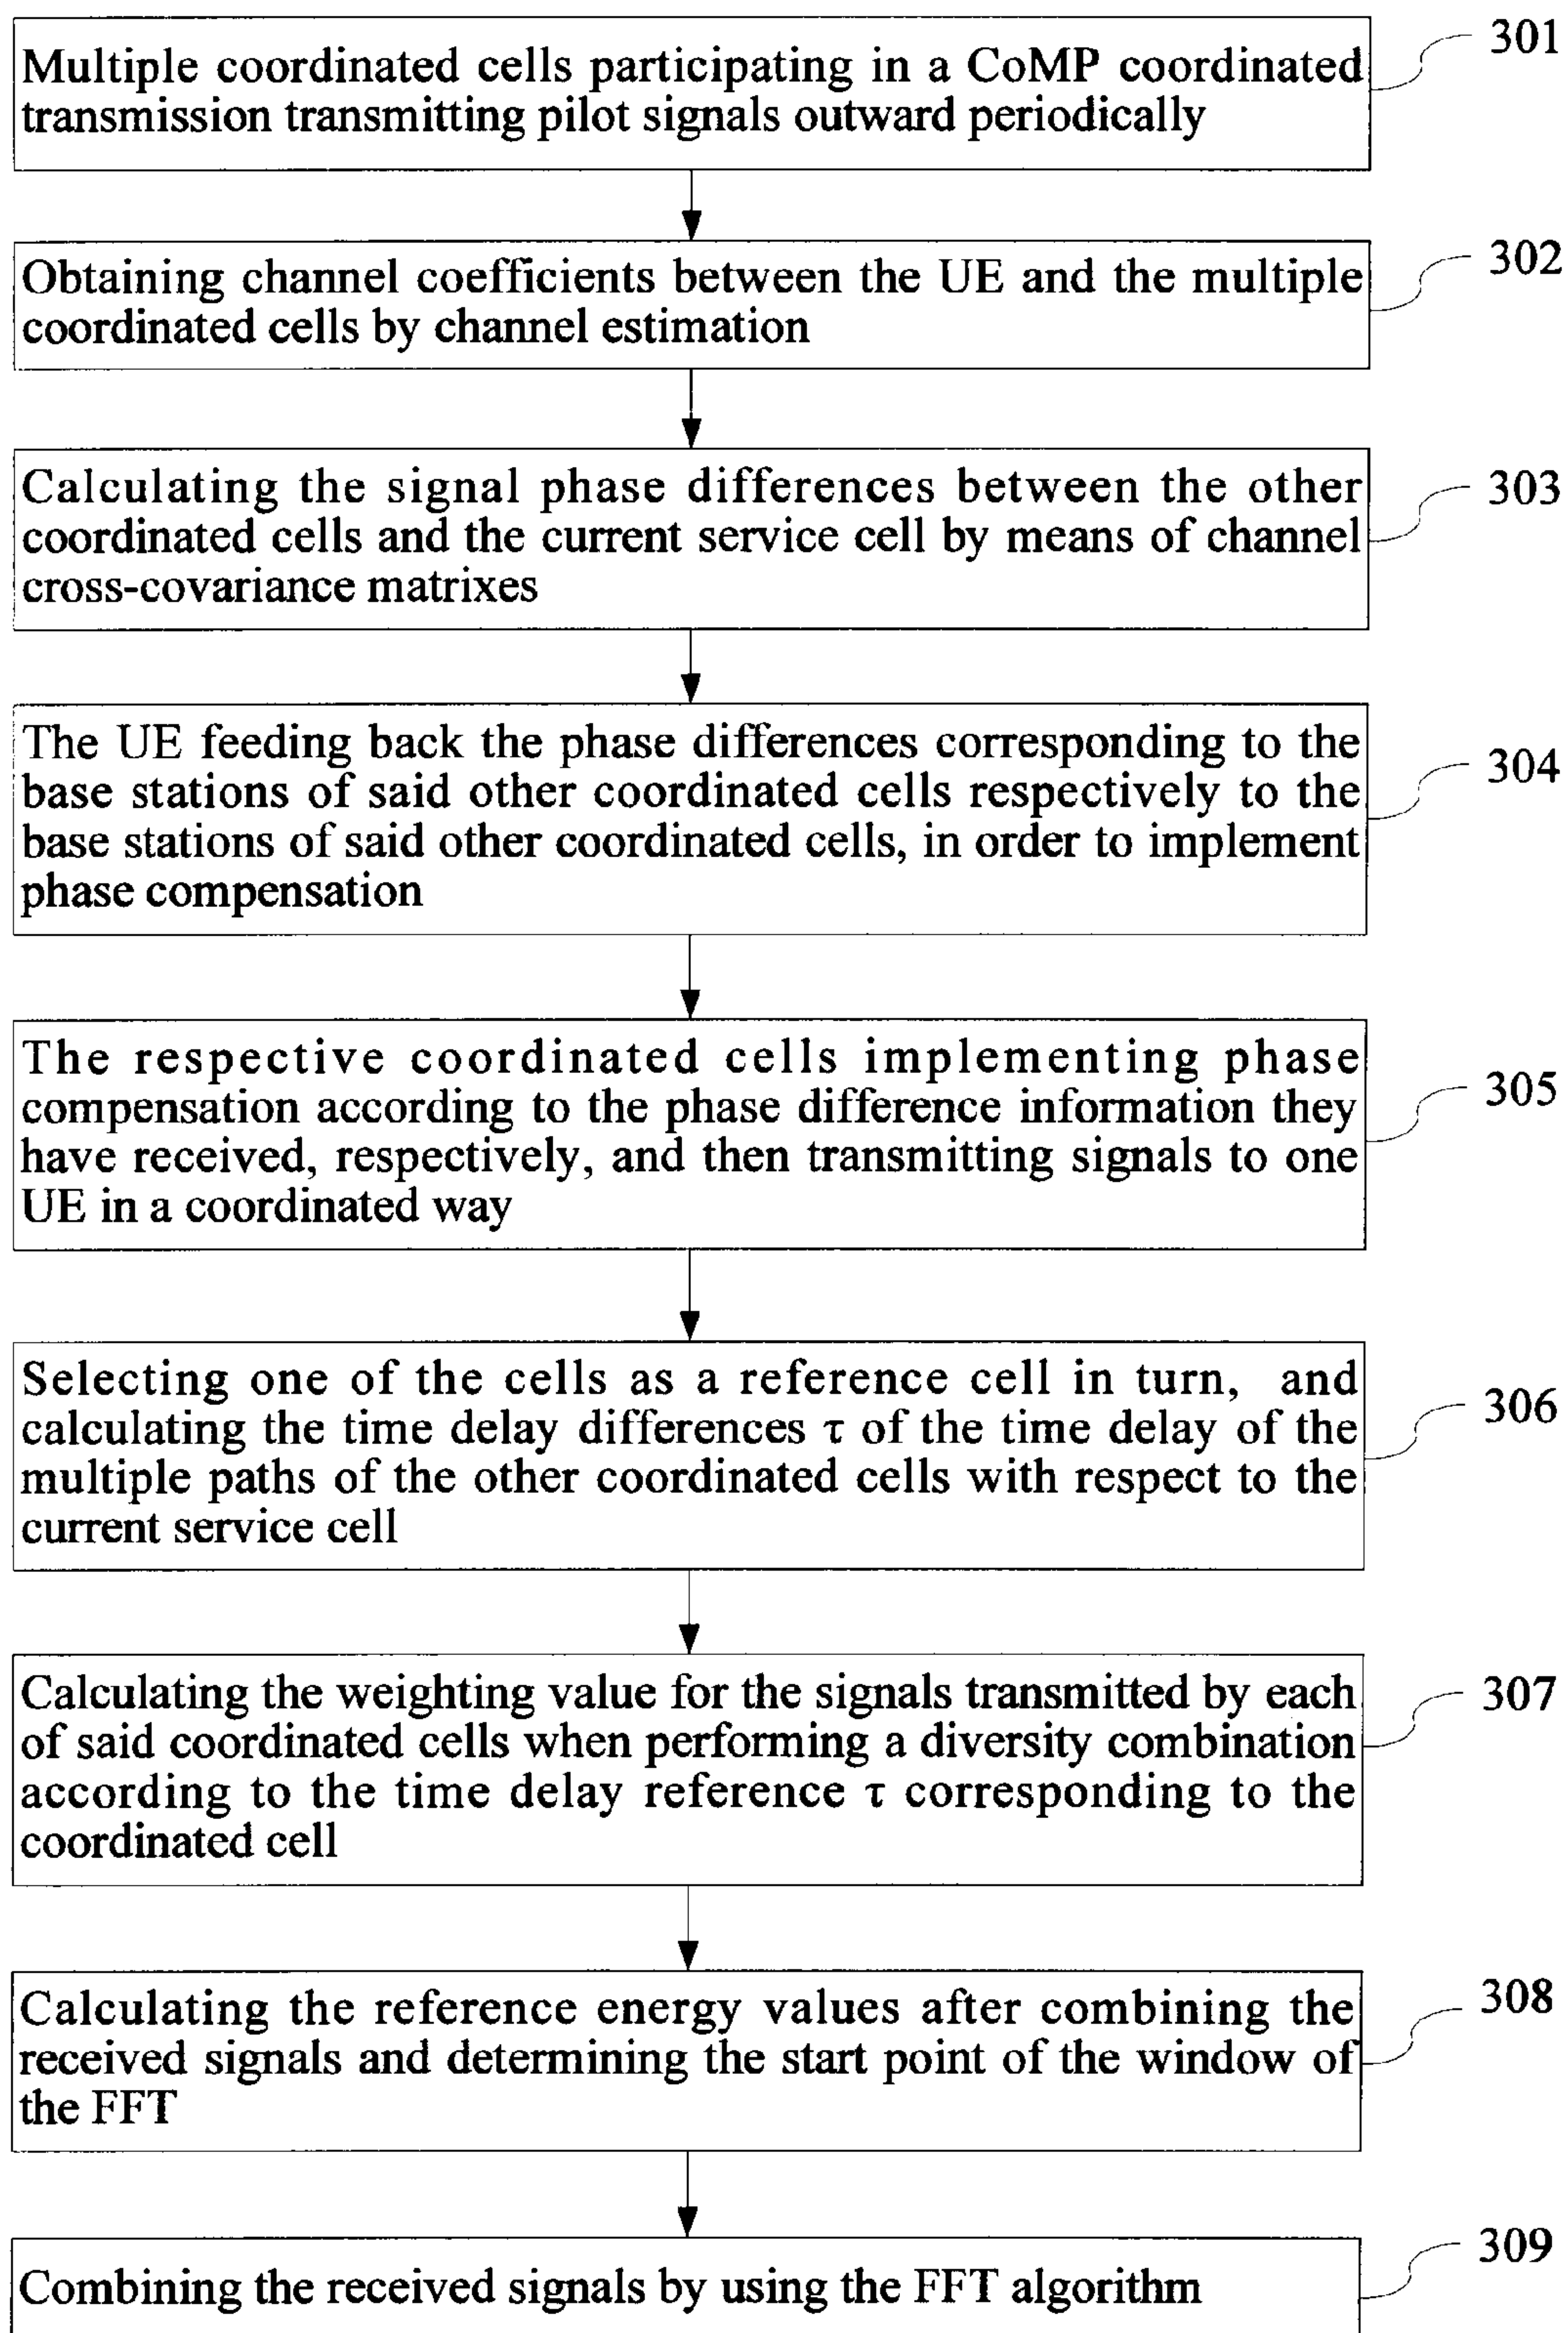 301
Multiple coordinated cells participating in a CoMP coordinated
transmission transmitting pilot signals outward periodically
302
Obtaining channel coefficients between the UE and the multiple
coordinated cells by channel estimation
303
Calculating the signal phase differences between the other
coordinated cells and the current service cell by means of channel
cross-covariance matrixes
304
The UE feeding back the phase differences corresponding to the
base stations of said other coordinated cells respectively to the
base stations of said other coordinated cells, in order to implement
phase compensation
305
The respective coordinated cells implementing phase
compensation according to the phase difference information they
have received, respectively, and then transmitting signals to one
UE in a coordinated way
306
Selecting one of the cells as a reference cell in turn, and
calculating the time delay differences τ of the time delay of the
multiple paths of the other coordinated cells with respect to the
current service cell
307
Calculating the weighting value for the signals transmitted by each
of said coordinated cells when performing a diversity combination
according to the time delay reference τ corresponding to the
coordinated cell
308
Calculating the reference energy values after combining the
received signals and determining the start point of the window of
the FFT
309
Combining the received signals by using the FFT algorithm